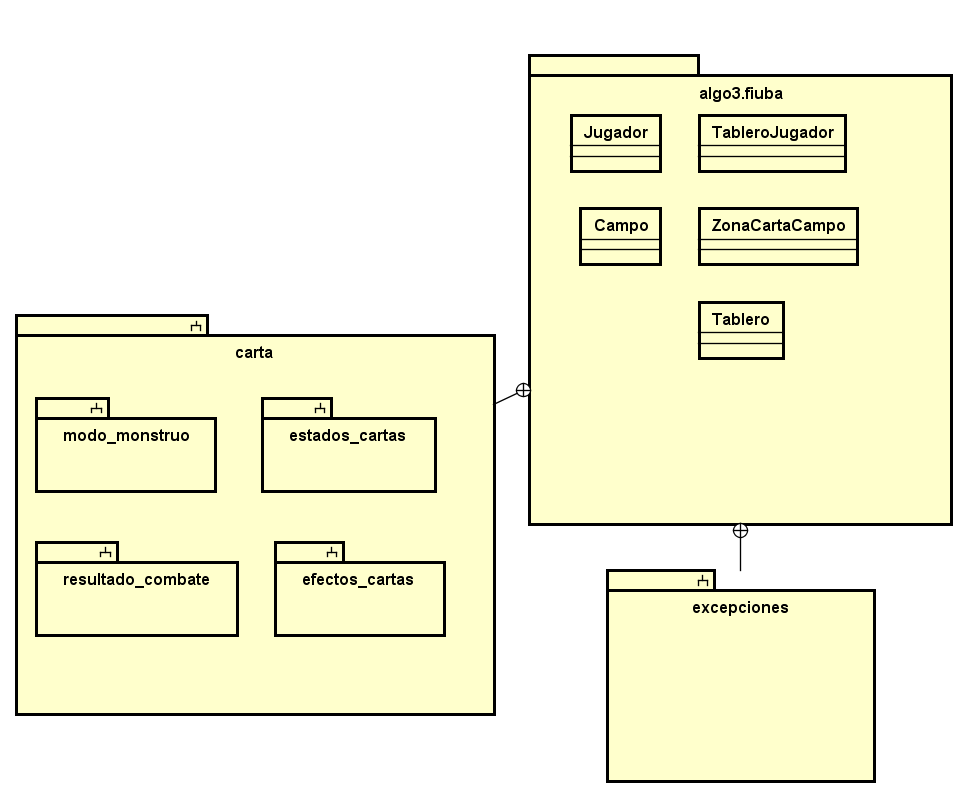 algo3.fiuba
Jugador
TableroJugador
Campo
ZonaCartaCampo
Tablero
carta
modo_monstruo
estados_cartas
resultado_combate
efectos_cartas
excepciones